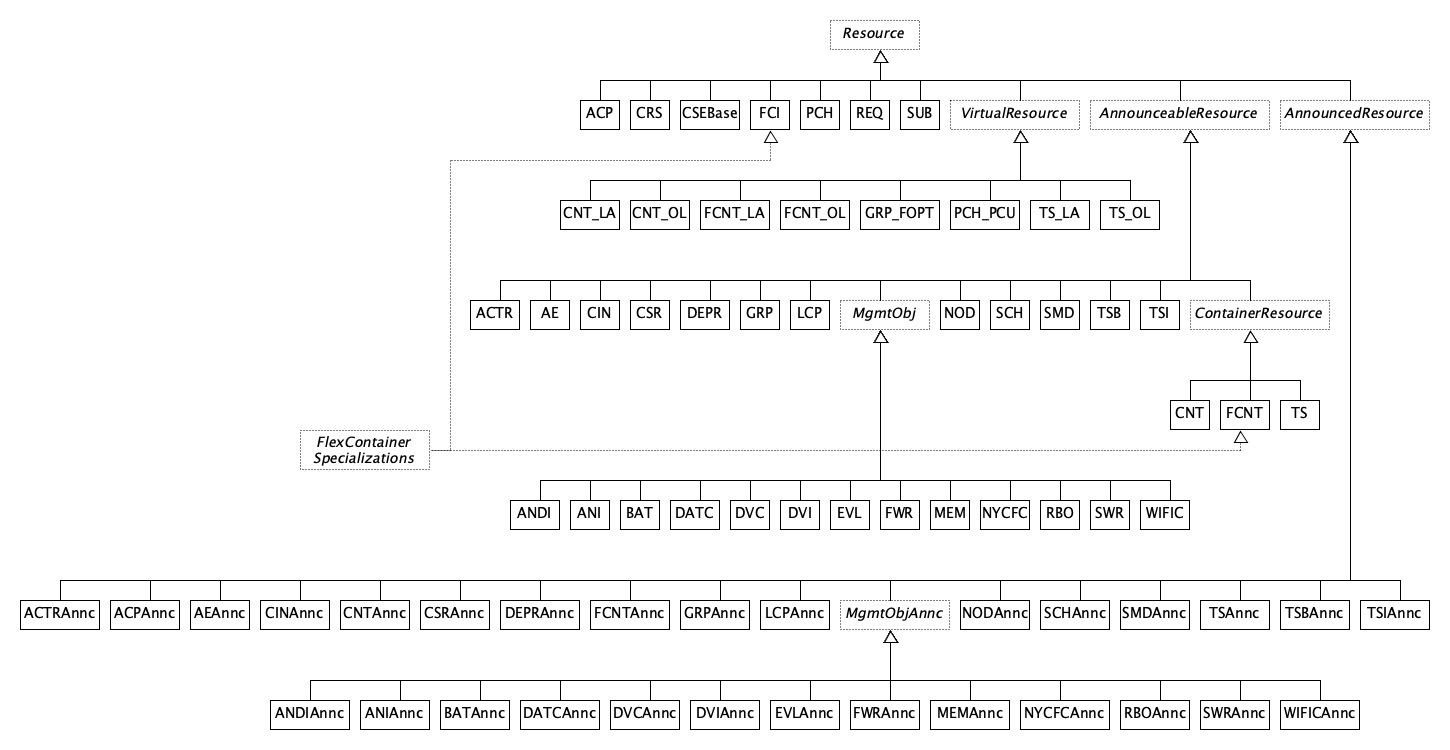 Resource
ACP CRS CSEBase FCI PCH REQ SUB VirtualResource AnnounceableResource AnnouncedResource
CNT_LA CNT_OL FCNT_LA FCNT_OL GRP_FOPT PCH_PCU TS_LA TS_OL
ACTR AE CIN CSR DEPR GRP LCP MgmtObj NOD SCH SMD TSB TSI ContainerResource
CNT FCNT TS
FlexContainer
Specializations
ANDI ANI BAT DATC DVC DVI EVL FWR MEM NYCFC RBO SWR WIFIC
ACTRAnnc ACPAnnc AEAnnc CINAnnc CNTAnnc CSRAnnc DEPRAnnc FCNTAnnc GRPAnnc LCPAnnc MgmtObjAnnc NODAnnc SCHAnnc SMDAnnc TSAnnc TSBAnnc TSIAnnc
ANDIAnnc ANIAnnc BATAnnc DATCAnnc DVCAnnc DVIAnnc EVLAnnc FWRAnnc MEMAnnc NYCFCAnnc RBOAnnc SWRAnnc WIFICAnnc